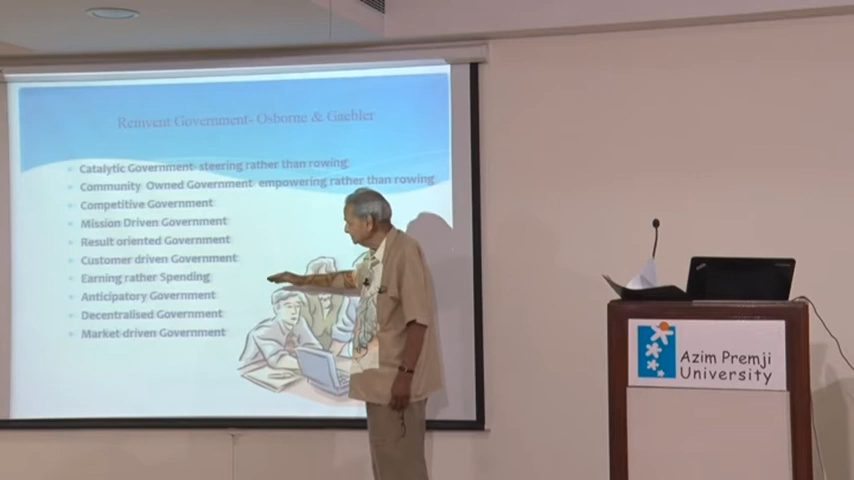 Reinvent Government- Osborne & Gaehler
Catalytic Government- steering rather than rowing
Community Owned Government- empowering rather than rowing
Competitive Government
Mission Driven Government
Result oriented Government
Customer driven Government
Earning rather Spending
Anticipatory Government
Decentralised Government
Market-driven Government
Azim Premji
University